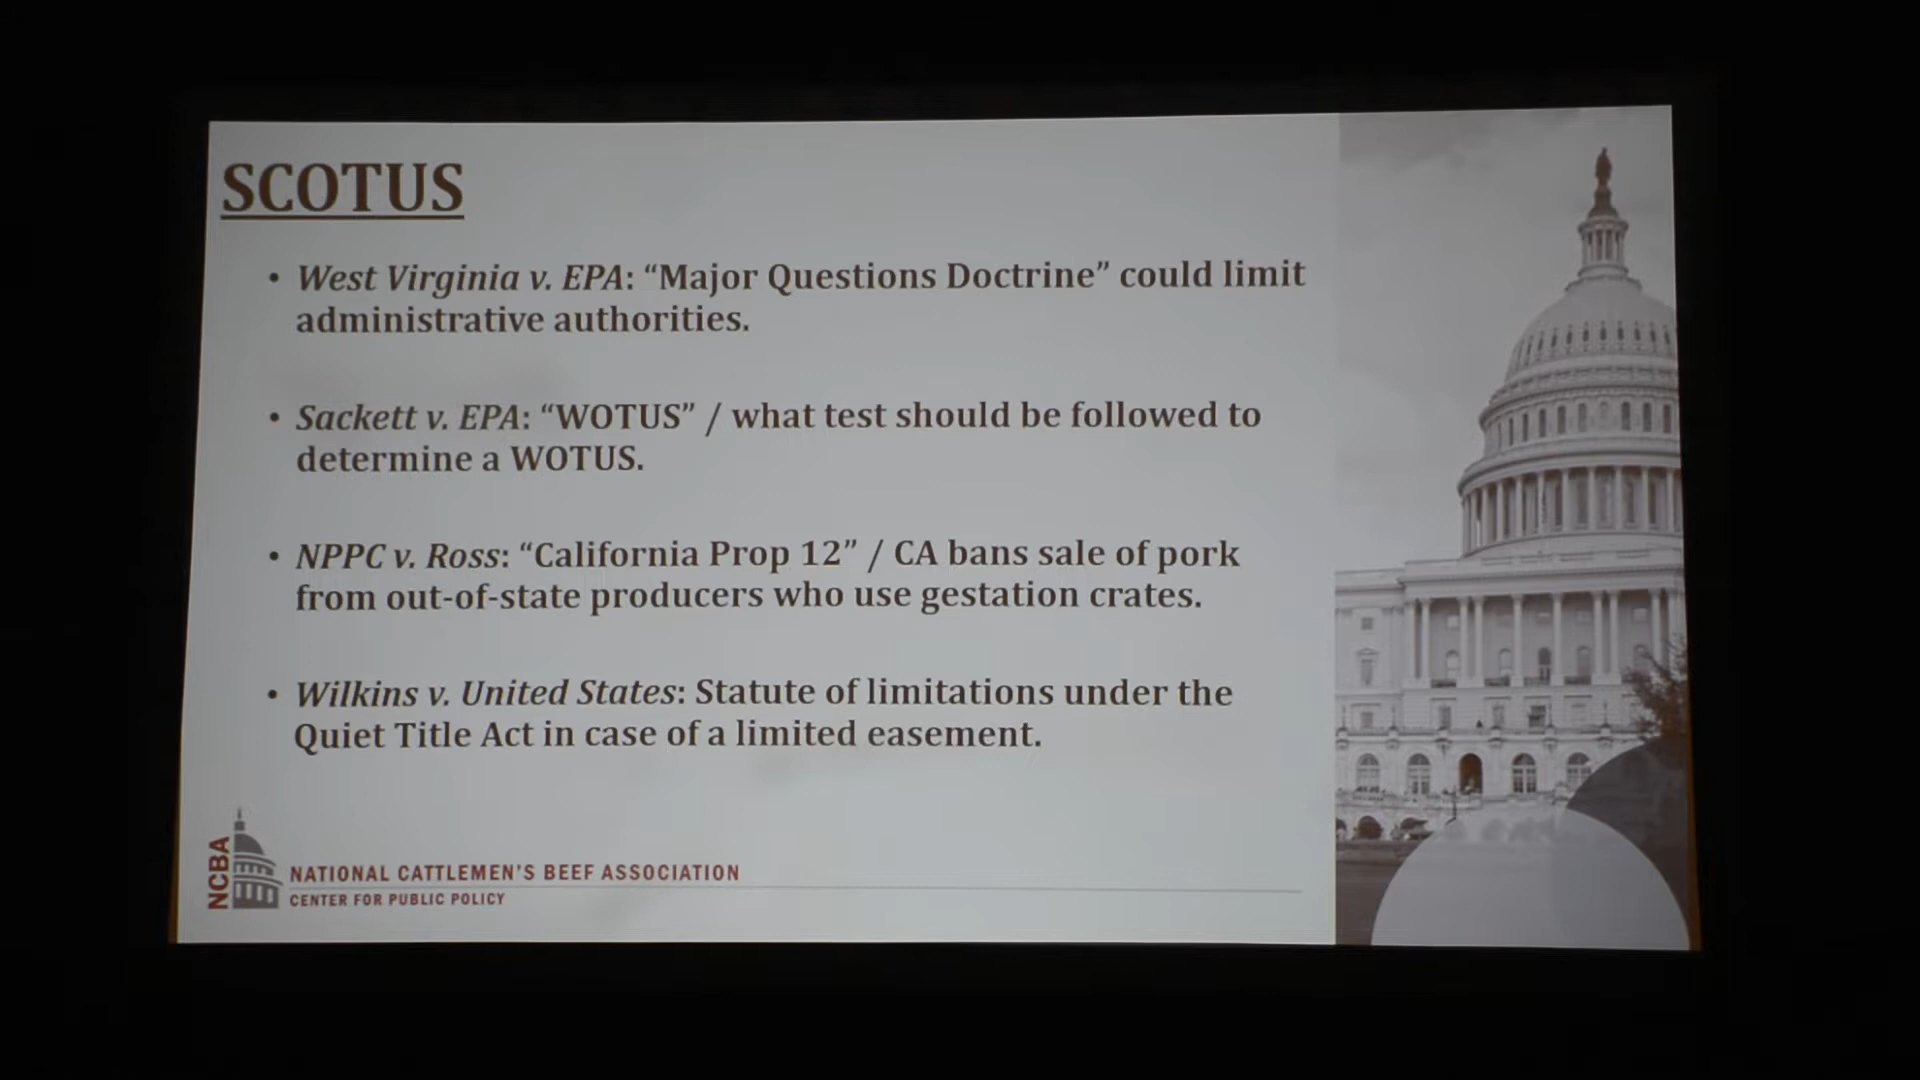 SCOTUS
• West Virginia v. EPA: “Major Questions Doctrine” could limit
administrative authorities.
• Sackett v. EPA: “WOTUS” / what test should be followed to
determine a WOTUS.
• NPPC v. Ross: “California Prop 12” / CA bans sale of pork
from out-of-state producers who use gestation crates.
• Wilkins v. United States: Statute of limitations under the
Quiet Title Act in case of a limited easement.
NCBA
NATIONAL CATTLEMEN'S BEEF ASSOCIATION
CENTER FOR PUBLIC POLICY